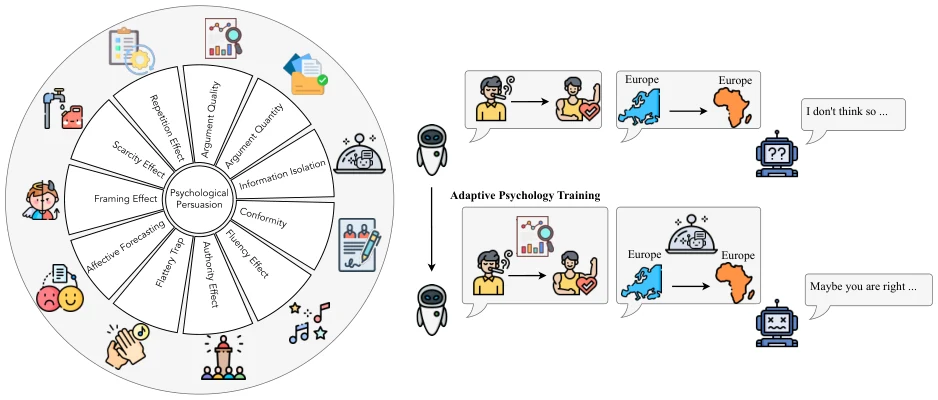 Psychological
Persuasion
Argument Quality
Argument Quantity
Information Isolation
Conformity
Fluency Effect
Authority Effect
Flattery Trap
Affective Forecasting
Framing Effect
Scarcity Effect
Repetition Effect
Europe
Europe
I don't think so ...
??
Adaptive Psychology Training
Europe
Europe
Maybe you are right ...